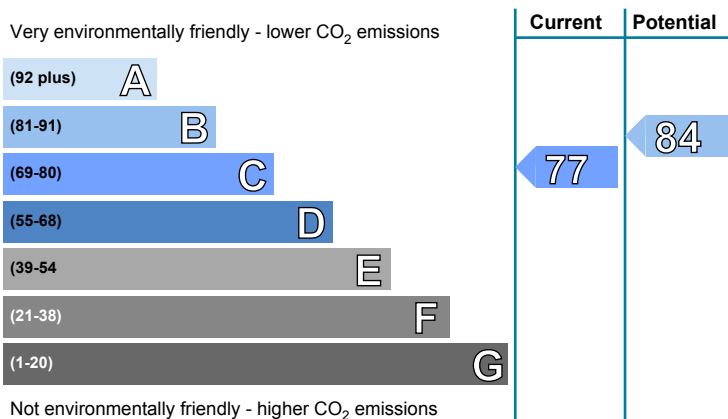 Very environmentally friendly - lower CO₂ emissions
Current
Potential
(92 plus) A
(81-91) B
(69-80) C
(55-68) D
(39-54 E
(21-38) F
(1-20) G
77
84
Not environmentally friendly - higher CO₂ emissions